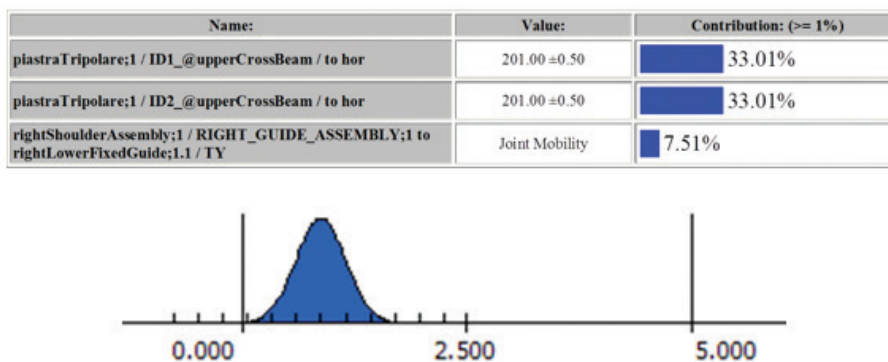 Name: Value: Contribution: (>= 1%)
piastraTripolare;1 / ID1_@upperCrossBeam / to hor 201.00 ±0.50 33.01%
piastraTripolare;1 / ID2_@upperCrossBeam / to hor 201.00 ±0.50 33.01%
rightShoulderAssembly;1 / RIGHT_GUIDE_ASSEMBLY;1 to
rightLowerFixedGuide;1.1 / TY Joint Mobility 7.51%
0.000 2.500 5.000